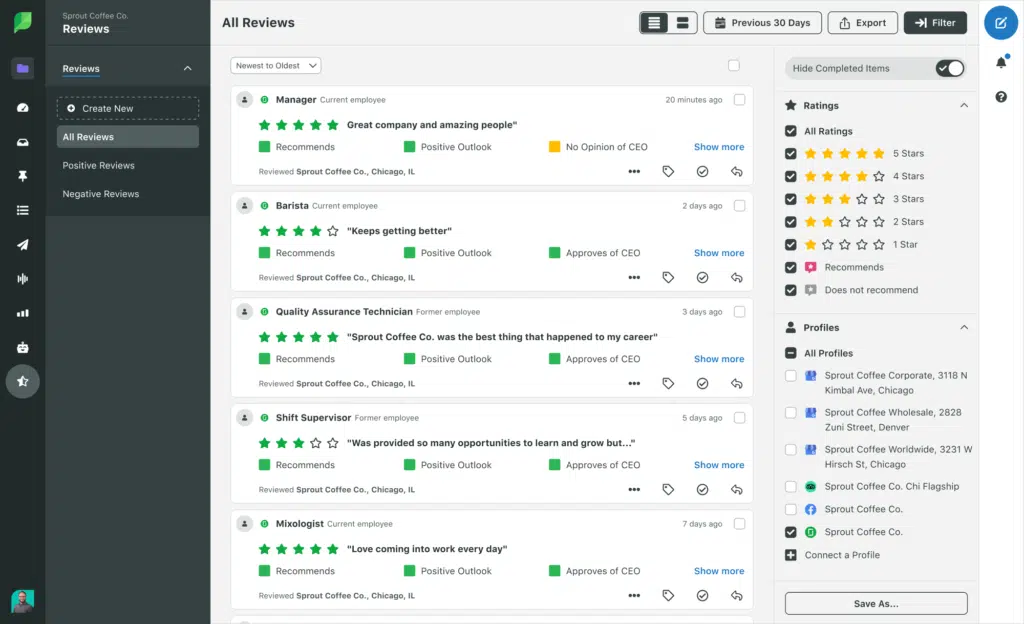 Sprout Coffee Co.
Reviews
Reviews
Create New
All Reviews
Positive Reviews
Negative Reviews
All Reviews
Previous 30 Days
Export
Filter
Newest to Oldest
Manager Current employee 20 minutes ago
Great company and amazing people"
Recommends Positive Outlook No Opinion of CEO Show more
Reviewed Sprout Coffee Co., Chicago, IL
Barista Current employee 2 days ago
"Keeps getting better"
Recommends Positive Outlook Approves of CEO Show more
Reviewed Sprout Coffee Co., Chicago, IL
Quality Assurance Technician Former employee 3 days ago
"Sprout Coffee Co. was the best thing that happened to my career"
Recommends Positive Outlook Approves of CEO Show more
Reviewed Sprout Coffee Co., Chicago, IL
Shift Supervisor Former employee 5 days ago
"Was provided so many opportunities to learn and grow but..."
Recommends Positive Outlook Approves of CEO Show more
Reviewed Sprout Coffee Co., Chicago, IL
Mixologist Current employee 7 days ago
"Love coming into work every day"
Recommends Positive Outlook Approves of CEO Show more
Reviewed Sprout Coffee Co., Chicago, IL
Hide Completed Items
Ratings
All Ratings
5 Stars
4 Stars
3 Stars
2 Stars
1 Star
Recommends
Does not recommend
Profiles
All Profiles
Sprout Coffee Corporate, 3118 N
Kimbal Ave, Chicago
Sprout Coffee Wholesale, 2828
Zuni Street, Denver
Sprout Coffee Worldwide, 3231 W
Hirsch St, Chicago
Sprout Coffee Co. Chi Flagship
Sprout Coffee Co.
Sprout Coffee Co.
Connect a Profile
Save As...